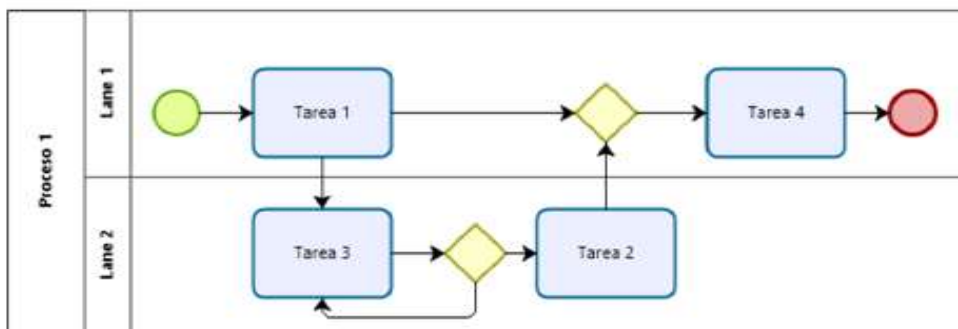 Proceso 1
Lane 1
Tarea 1
Tarea 4
Lane 2
Tarea 3
Tarea 2